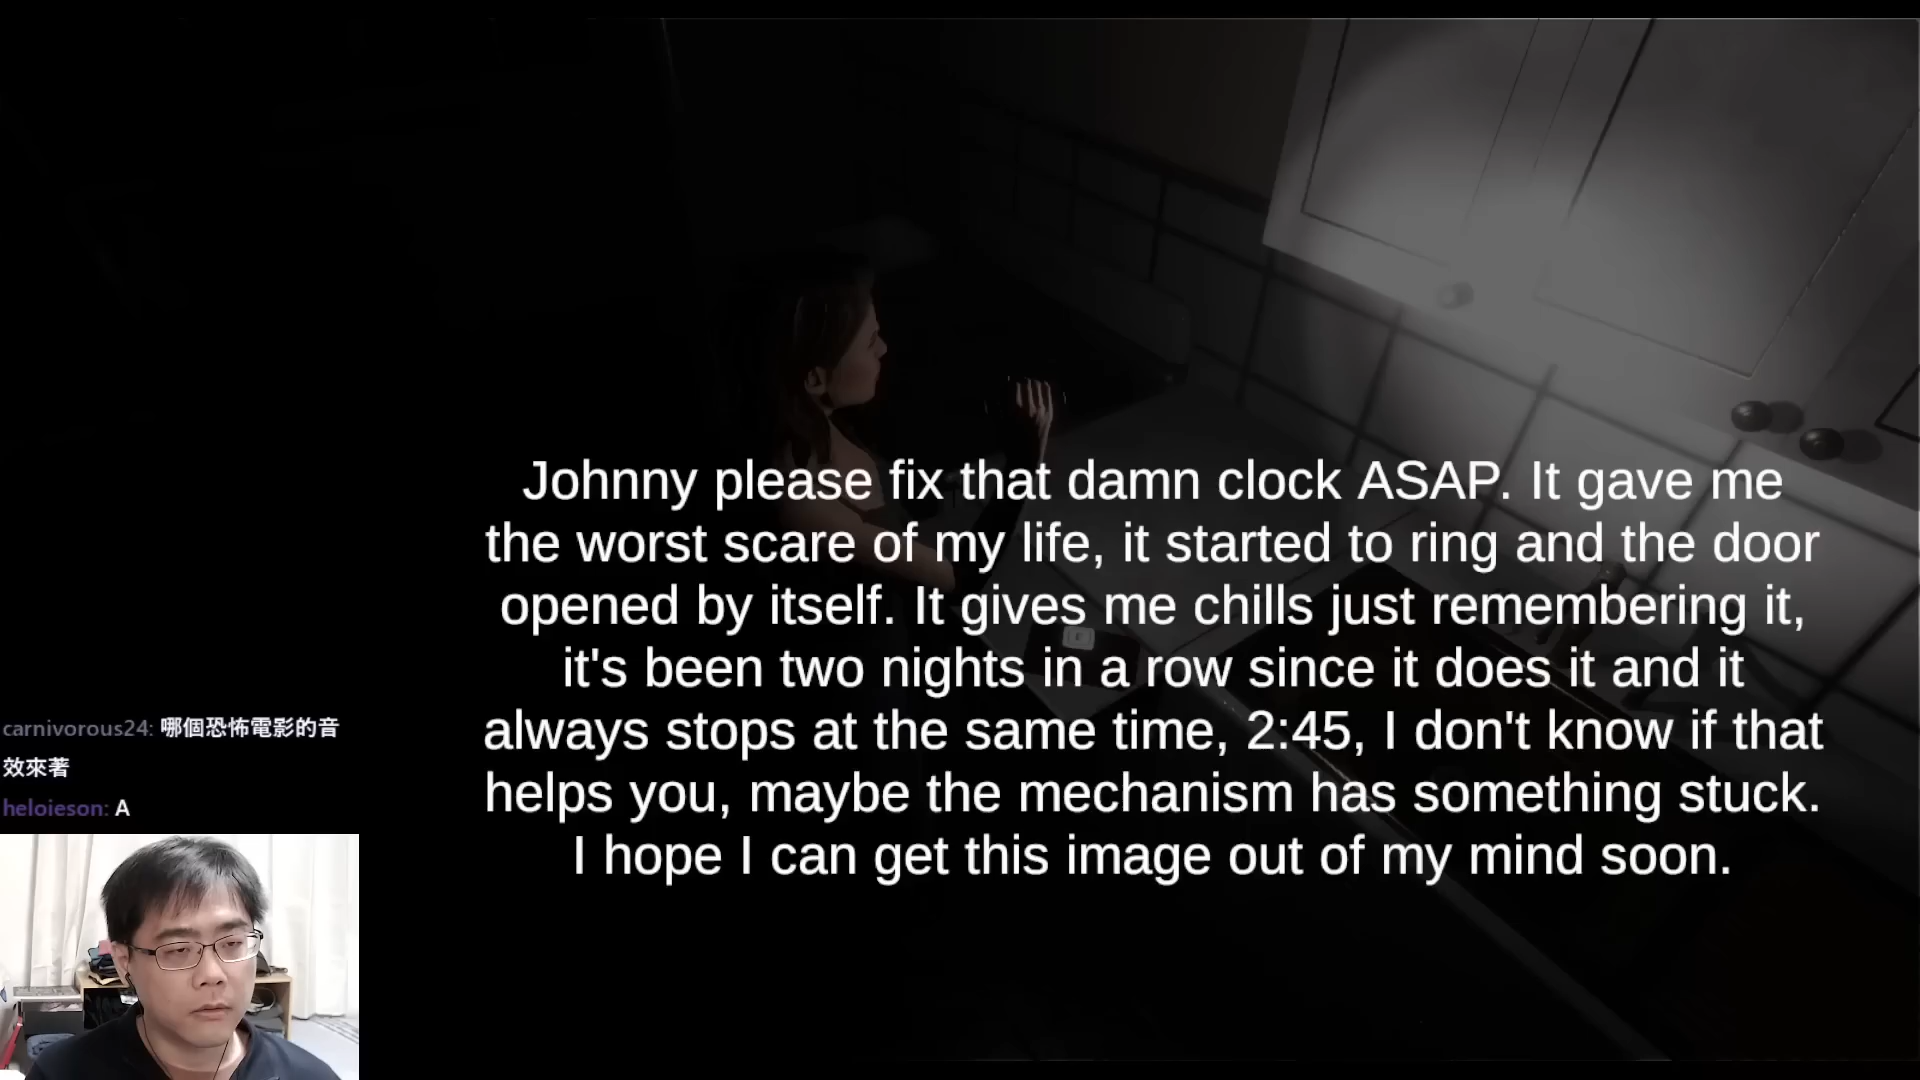 Johnny please fix that damn clock ASAP. It gave me
the worst scare of my life, it started to ring and the door
opened by itself. It gives me chills just remembering it,
it's been two nights in a row since it does it and it
always stops at the same time, 2:45, I don't know if that
helps you, maybe the mechanism has something stuck.
I hope I can get this image out of my mind soon.
carnivorous24: 哪個恐怖電影的音
效來著
heloieson: A